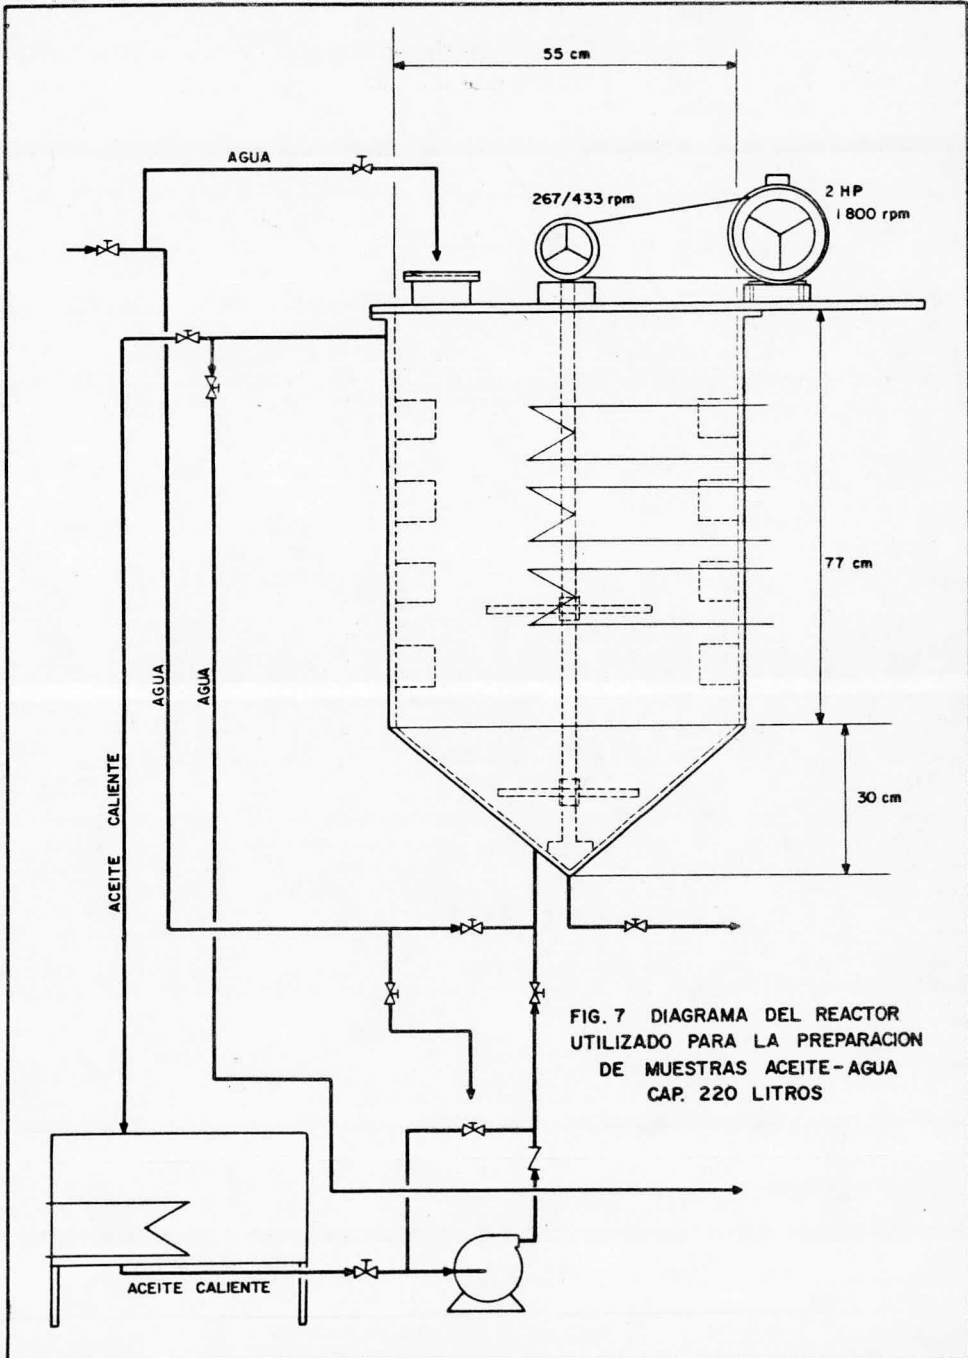 55 cm
AGUA
267/433 rpm
2 HP
1 800 rpm
77 cm
AGUA
AGUA
ACEITE CALIENTE
30 cm
FIG. 7 DIAGRAMA DEL REACTOR
UTILIZADO PARA LA PREPARACION
DE MUESTRAS ACEITE-AGUA
CAP. 220 LITROS
ACEITE CALIENTE